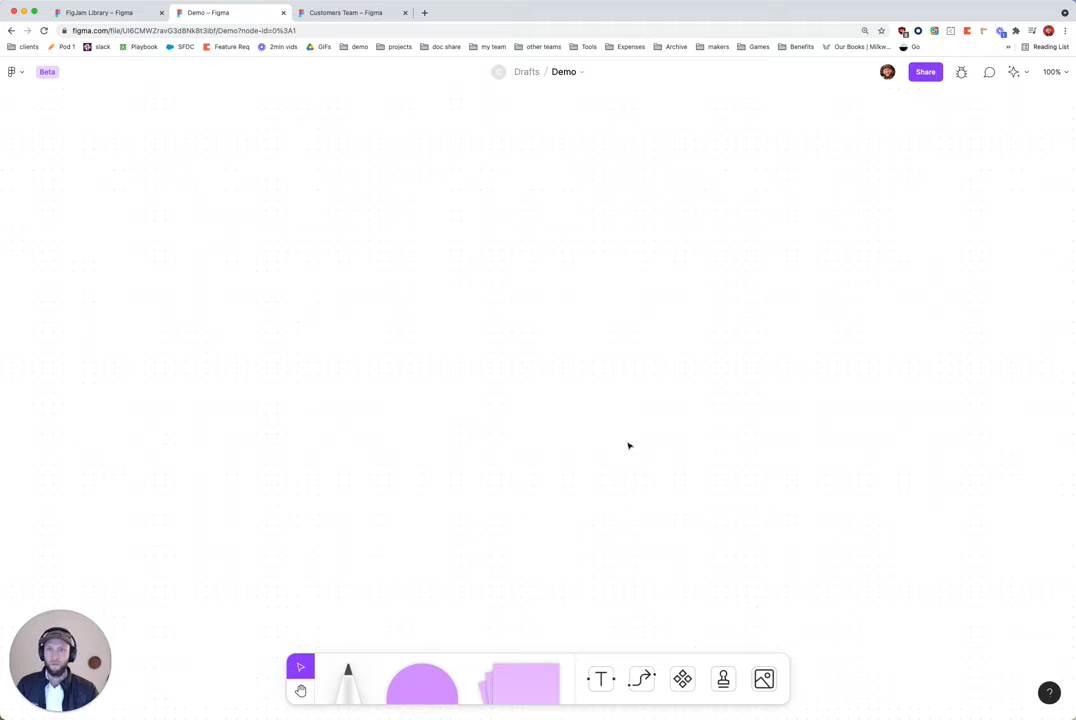 FigJam Library – Figma
Demo – Figma
Customers Team – Figma
figma.com/file/UI6CMWZravG3dBNk8t3ibf/Demo?node-id=0%3A1
clients
Pod 1
slack
Playbook
SFDC
Feature Req
2min vids
GIFs
demo
projects
doc share
my team
other teams
Tools
Expenses
Archive
makers
Games
Benefits
Our Books | Milkw...
Go
»
Reading List
Beta
C
Drafts / Demo
Share
100%
T
?